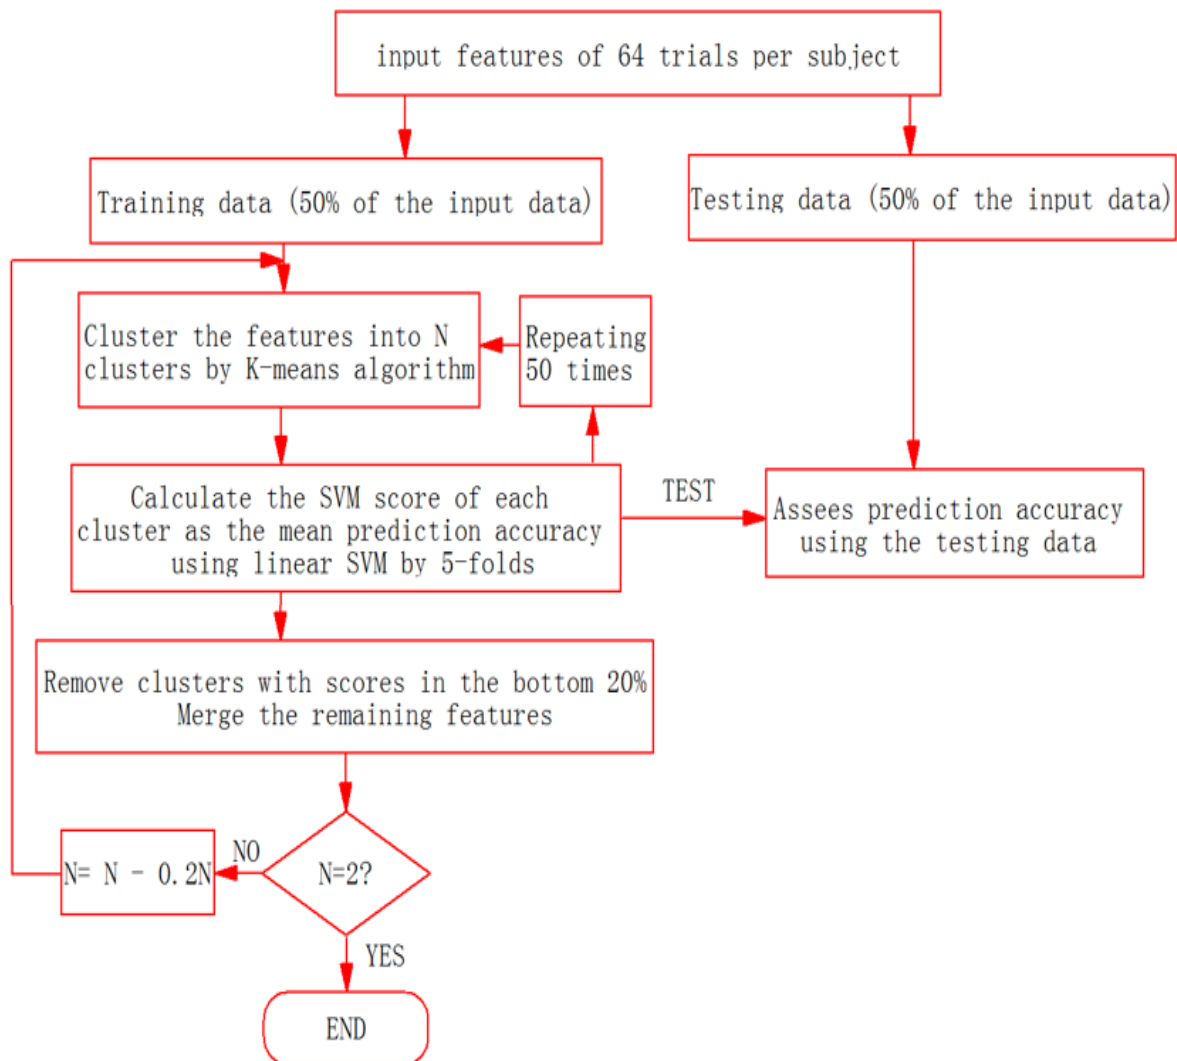 input features of 64 trials per subject
Training data (50% of the input data)
Testing data (50% of the input data)
Cluster the features into N
clusters by K-means algorithm
Repeating
50 times
Calculate the SVM score of each
cluster as the mean prediction accuracy
using linear SVM by 5-folds
TEST
Assees prediction accuracy
using the testing data
Remove clusters with scores in the bottom 20%
Merge the remaining features
N= N - 0.2N
NO
N=2?
YES
END